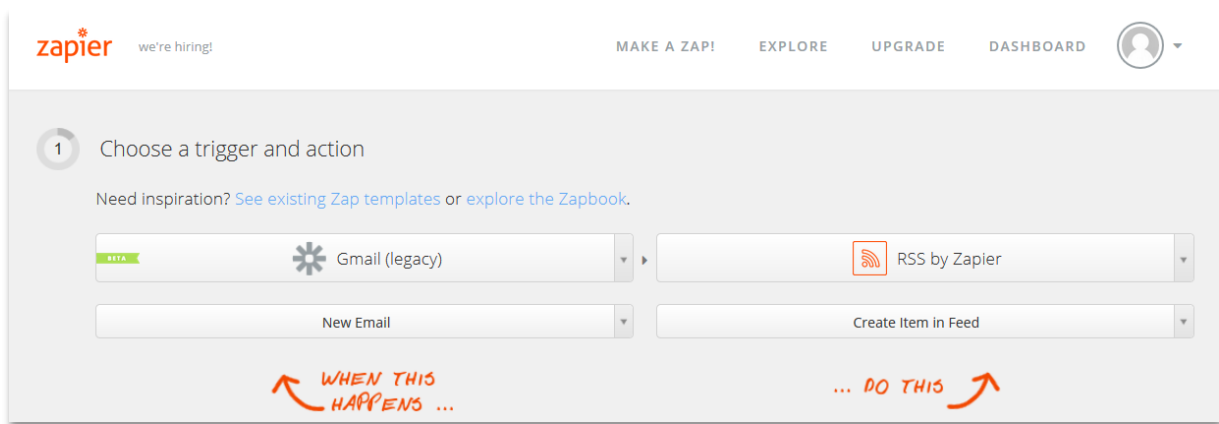 zapier we're hiring! MAKE A ZAP! EXPLORE UPGRADE DASHBOARD
1 Choose a trigger and action
Need inspiration? See existing Zap templates or explore the Zapbook.
BETA Gmail (legacy) RSS by Zapier
New Email Create Item in Feed
WHEN THIS HAPPENS ...
... DO THIS